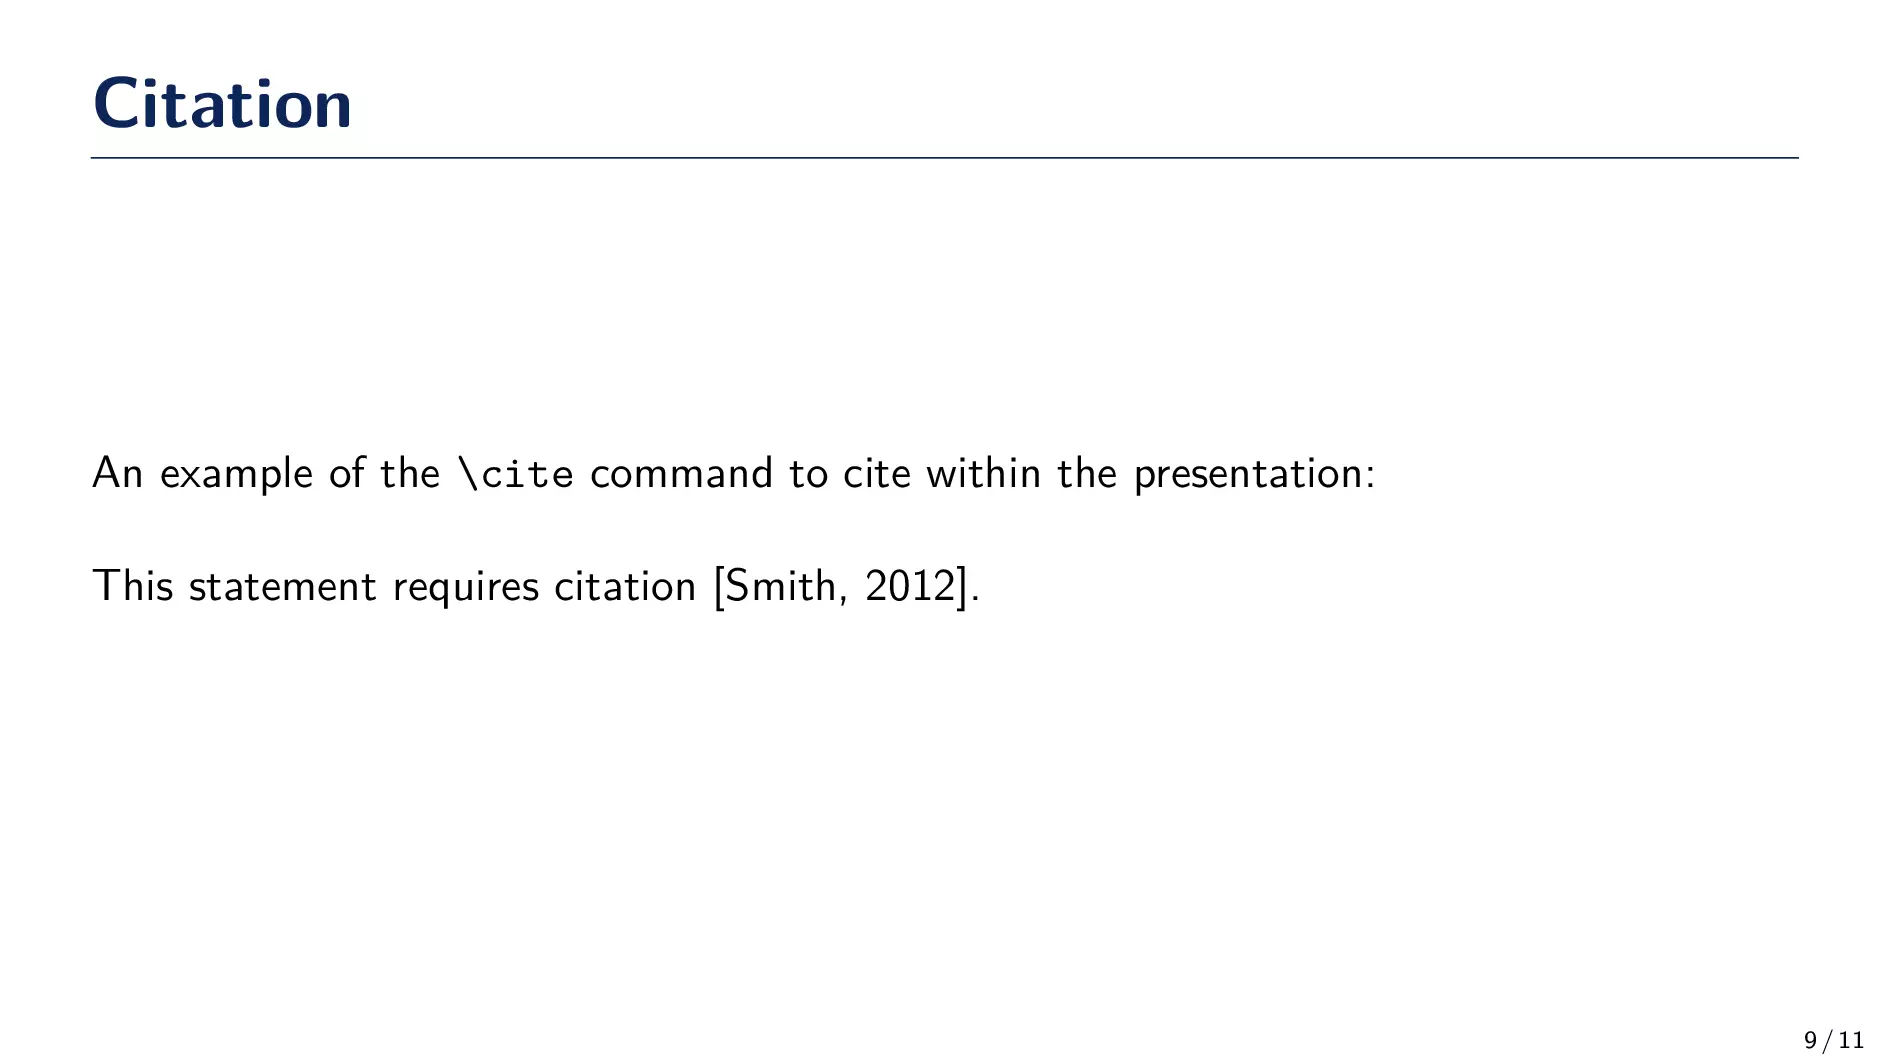 Citation
An example of the \cite command to cite within the presentation:
This statement requires citation [Smith, 2012].
9 / 11